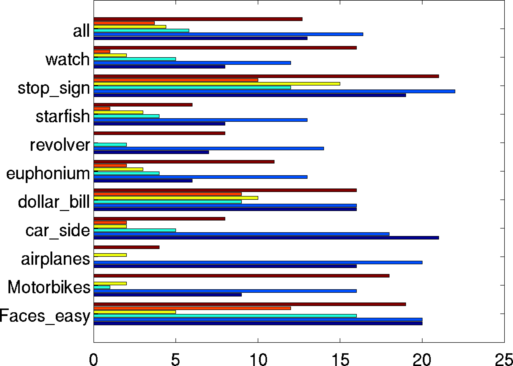 all
watch
stop_sign
starfish
revolver
euphonium
dollar_bill
car_side
airplanes
Motorbikes
Faces_easy
0 5 10 15 20 25